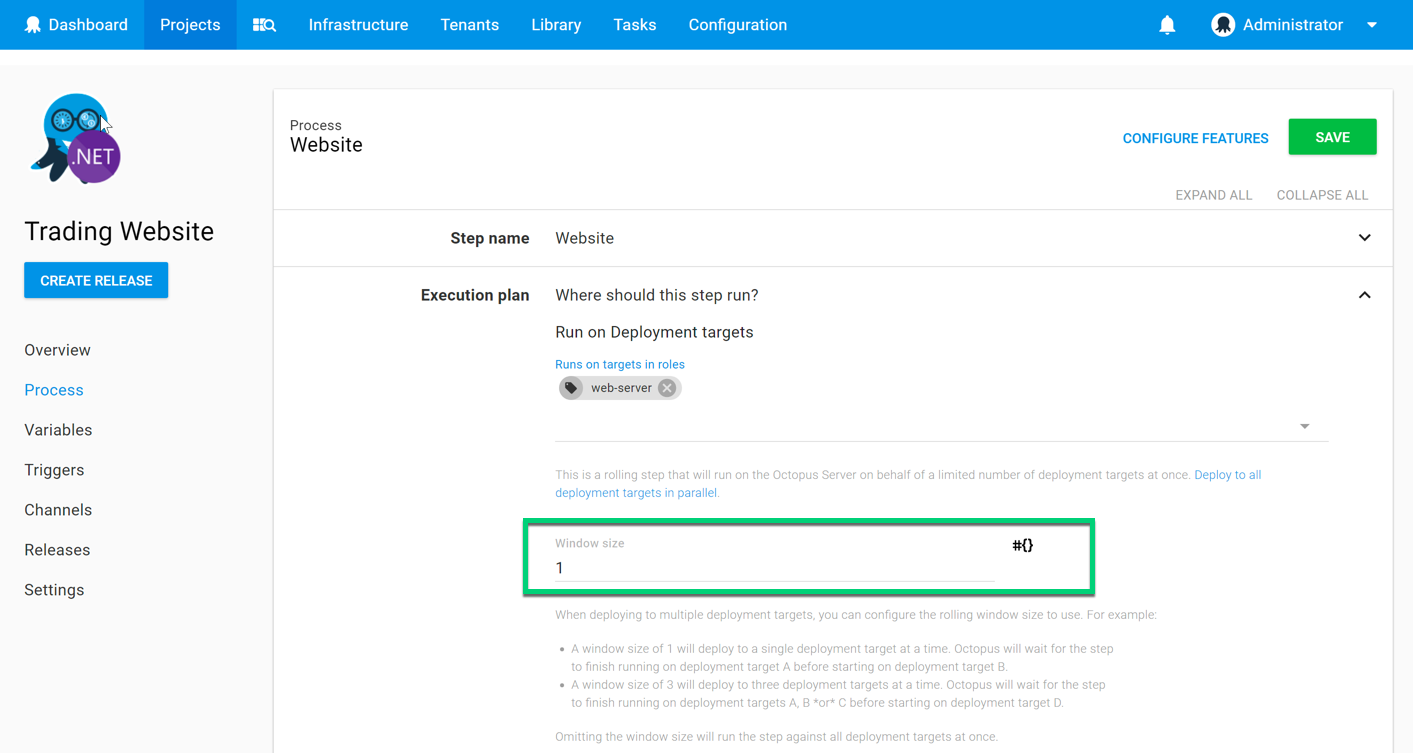 Dashboard Projects Infrastructure Tenants Library Tasks Configuration Administrator
.NET
Trading Website
CREATE RELEASE
Overview
Process
Variables
Triggers
Channels
Releases
Settings
Process
Website
CONFIGURE FEATURES SAVE
EXPAND ALL COLLAPSE ALL
Step name Website
Execution plan Where should this step run?
Run on Deployment targets
Runs on targets in roles
web-server
This is a rolling step that will run on the Octopus Server on behalf of a limited number of deployment targets at once. Deploy to all
deployment targets in parallel.
Window size
#{}
1
When deploying to multiple deployment targets, you can configure the rolling window size to use. For example:
• A window size of 1 will deploy to a single deployment target at a time. Octopus will wait for the step
to finish running on deployment target A before starting on deployment target B.
• A window size of 3 will deploy to three deployment targets at a time. Octopus will wait for the step
to finish running on deployment targets A, B *or* C before starting on deployment target D.
Omitting the window size will run the step against all deployment targets at once.